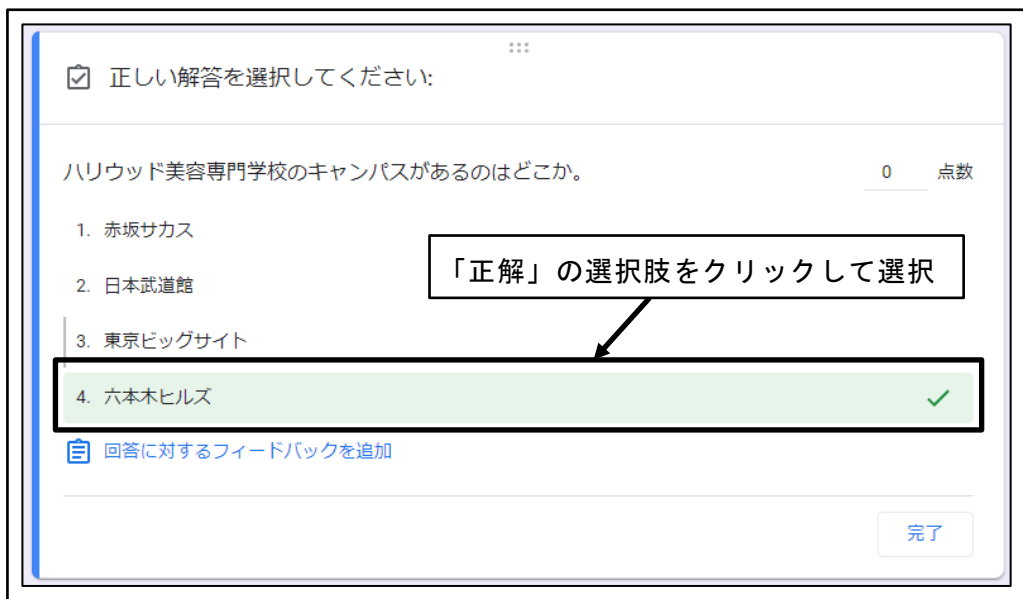 正しい解答を選択してください:
ハリウッド美容専門学校のキャンパスがあるのはどこか。 0 点数
1. 赤坂サカス
「正解」の選択肢をクリックして選択
2. 日本武道館
3. 東京ビッグサイト
4. 六本木ヒルズ
回答に対するフィードバックを追加
完了